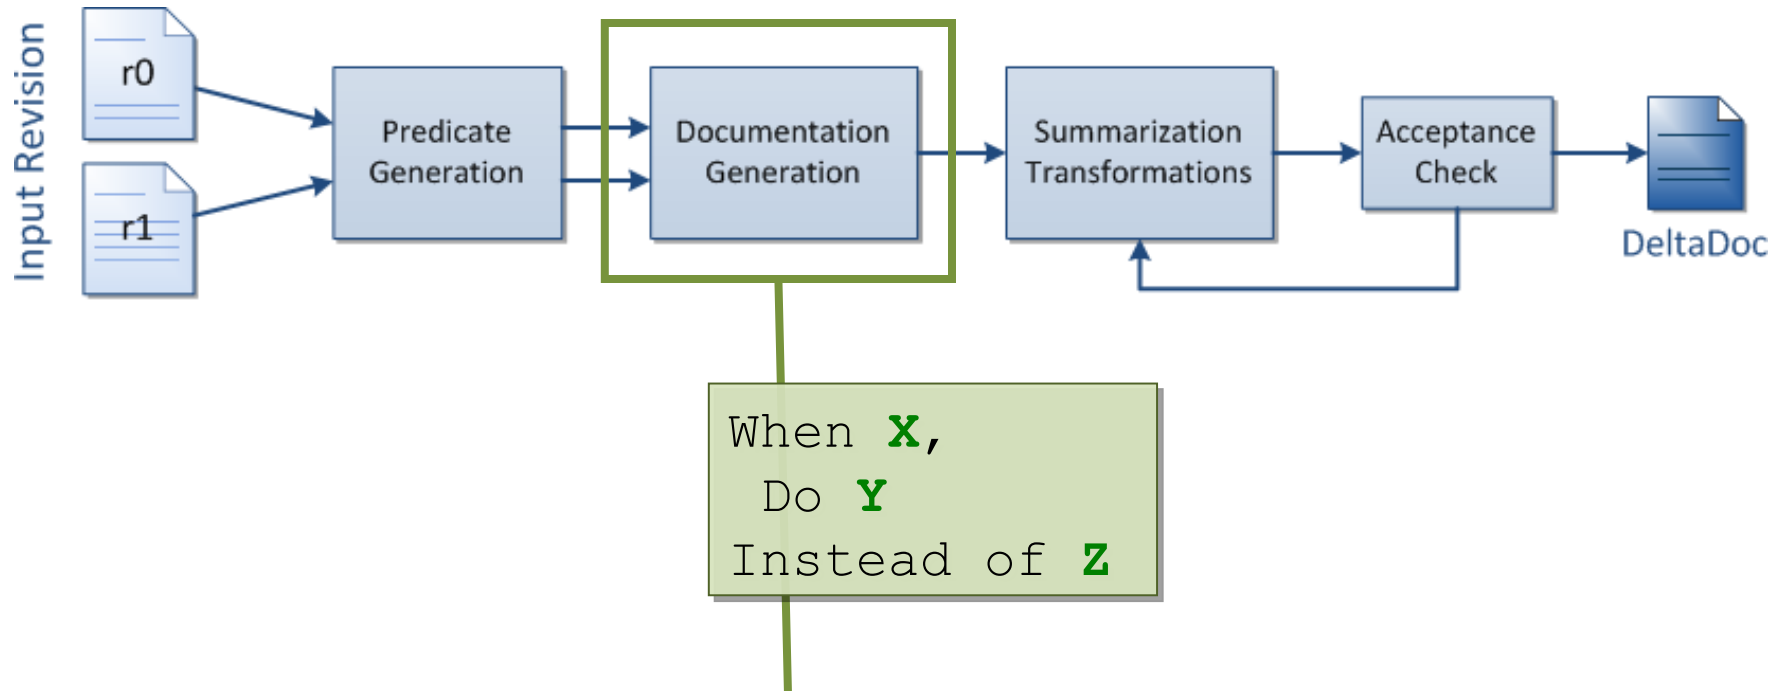 Input Revision
r0
r1
Predicate
Generation
Documentation
Generation
Summarization
Transformations
Acceptance
Check
DeltaDoc
When X,
Do Y
Instead of Z